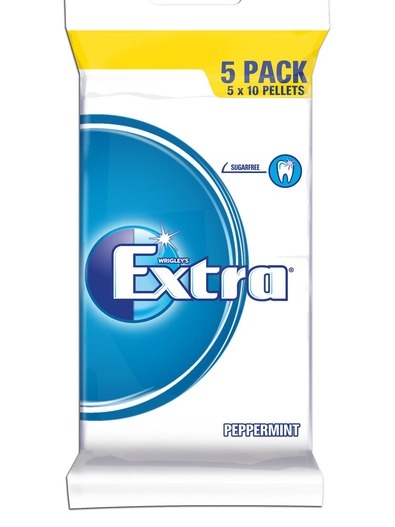 5 PACK
5 x 10 PELLETS
SUGARFREE
WRIGLEY'S
Extra®
PEPPERMINT